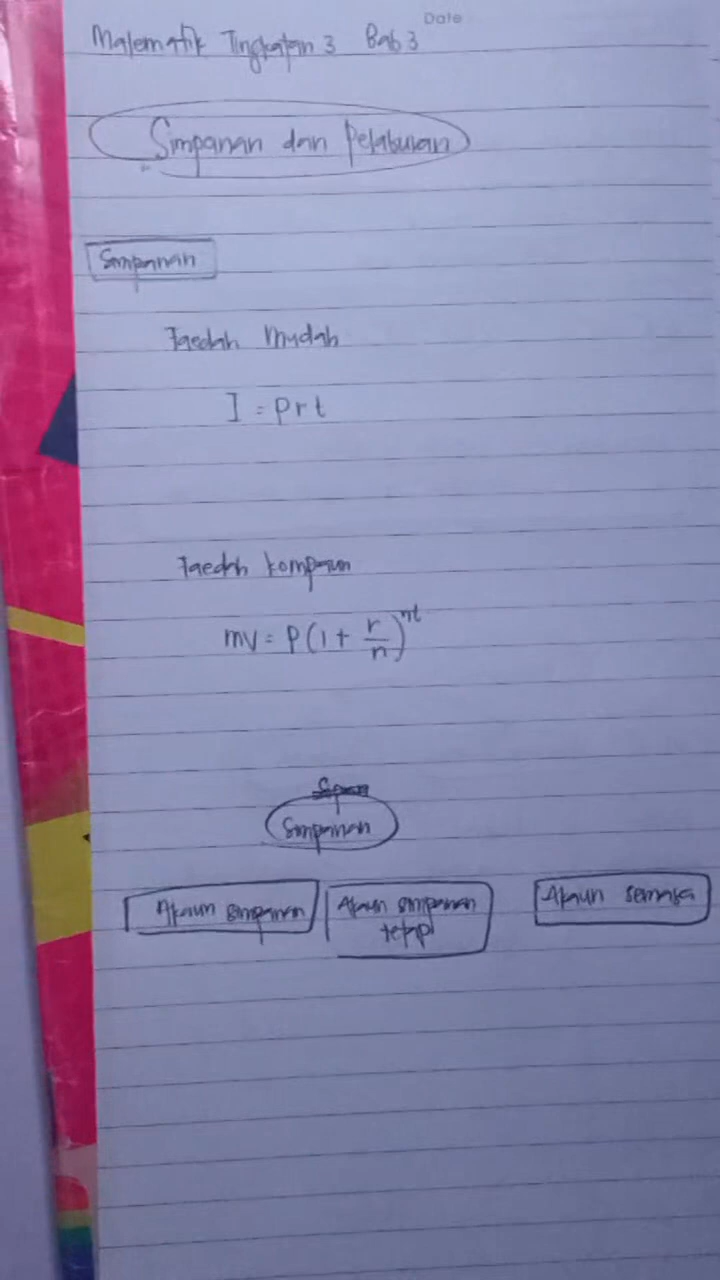 Date
Matematik Tingkatan 3 Bab 3
Simpanan dan Pelaburan
Simpanan
Faedah Mudah
I = Prt
Faedah kompaun
MV = P(1 + r/n)^nt
Simpanan
Akaun simpanan
Akaun simpanan tetap
Akaun semasa